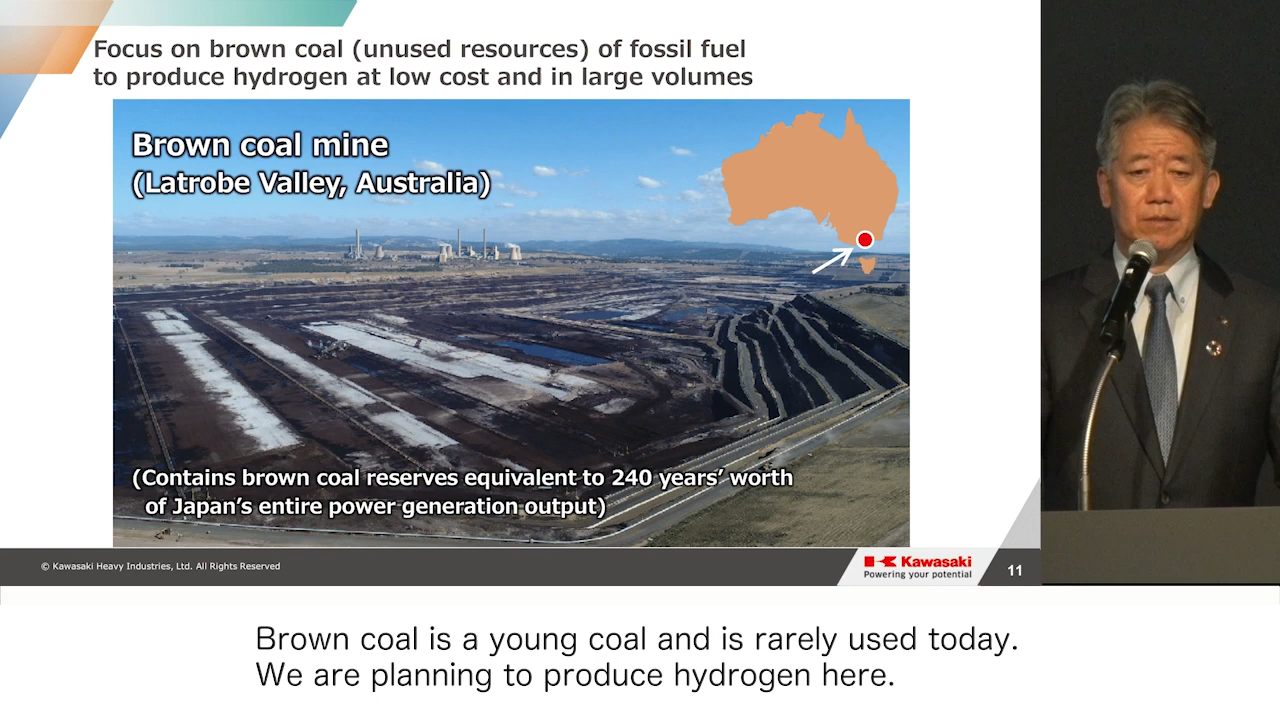 Focus on brown coal (unused resources) of fossil fuel
to produce hydrogen at low cost and in large volumes
Brown coal mine
(Latrobe Valley, Australia)
(Contains brown coal reserves equivalent to 240 years’ worth
of Japan’s entire power generation output)
© Kawasaki Heavy Industries, Ltd. All Rights Reserved
Kawasaki
Powering your potential
11
Brown coal is a young coal and is rarely used today.
We are planning to produce hydrogen here.